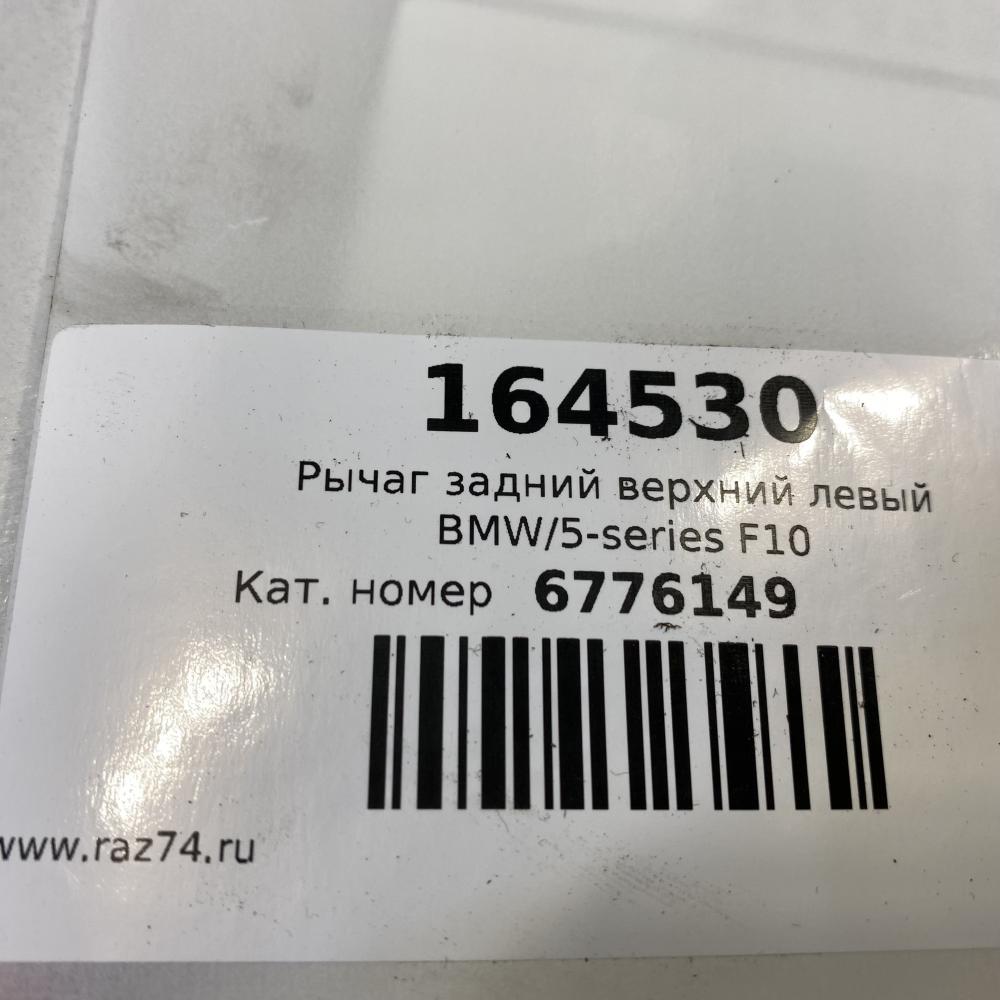 164530
Рычаг задний верхний левый
BMW/5-series F10
Кат. номер 6776149
www.raz74.ru